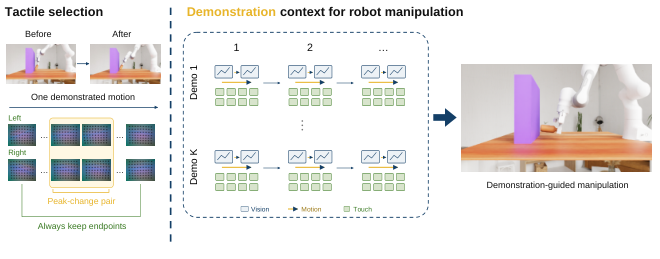 Tactile selection
Before After
One demonstrated motion
Left
... ...
Right
... ...
Peak-change pair
Always keep endpoints
Demonstration context for robot manipulation
1 2 ...
Demo 1
Demo K
Vision Motion Touch
Demonstration-guided manipulation